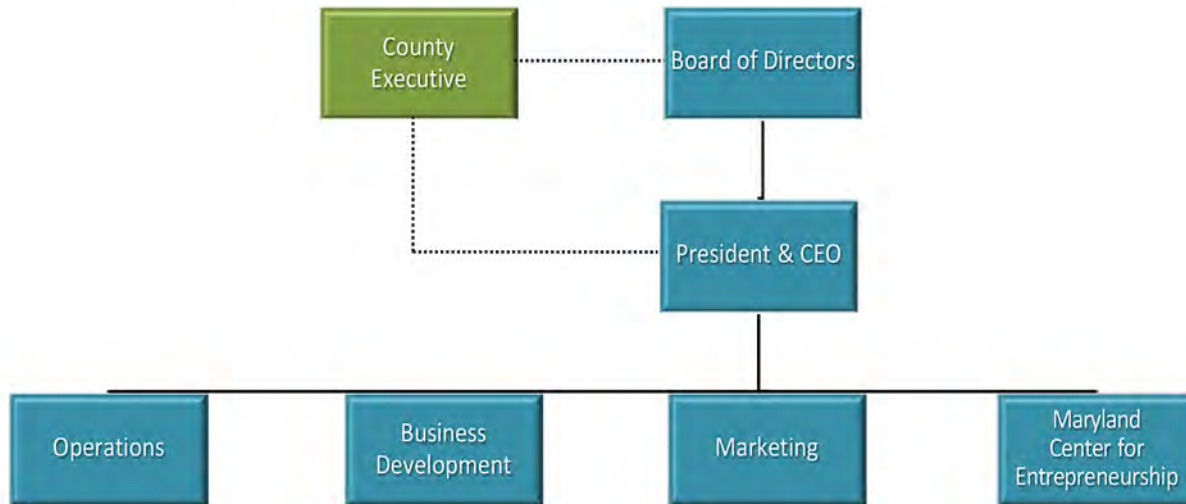 County
Executive
Board of Directors
President & CEO
Operations
Business
Development
Marketing
Maryland
Center for
Entrepreneurship